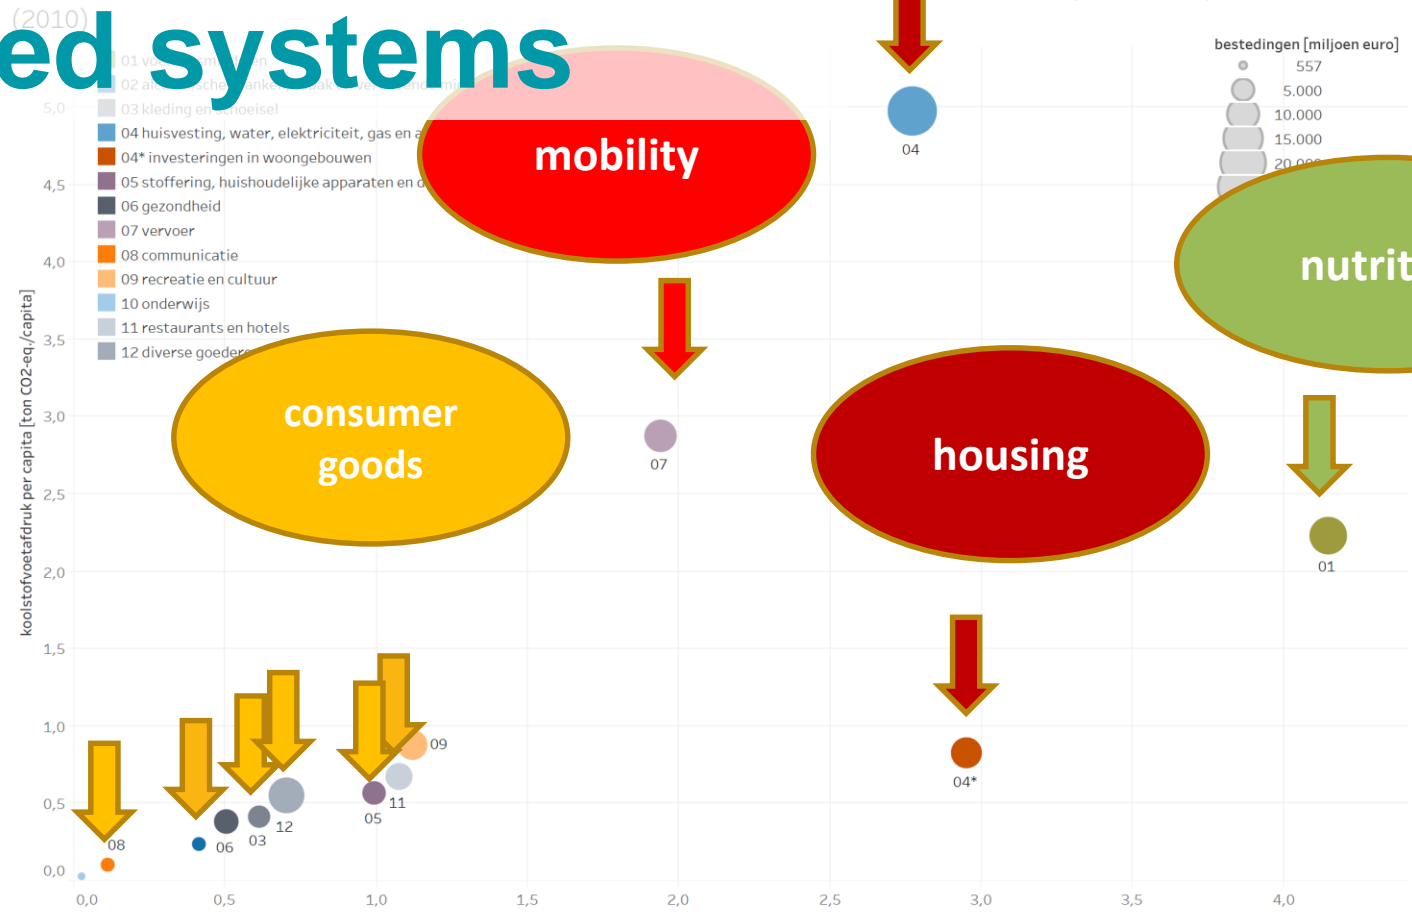 (2010)
ed systems
bestedingen [miljoen euro]
557
5.000
10.000
15.000
20.000
03 kleding en schoeisel
04 huisvesting, water, elektriciteit, gas en a
04* investeringen in woongebouwen
05 stoffering, huishoudelijke apparaten en d
06 gezondheid
07 vervoer
08 communicatie
09 recreatie en cultuur
10 onderwijs
11 restaurants en hotels
12 diverse goedere
mobility
nutrit
consumer
goods
housing
koolstofvoetafdruk per capita [ton CO2-eq./capita]
5,0
4,5
4,0
3,5
3,0
2,5
2,0
1,5
1,0
0,5
0,0
04
07
01
04*
09
11
05
12
03
06
08
0,0
0,5
1,0
1,5
2,0
2,5
3,0
3,5
4,0